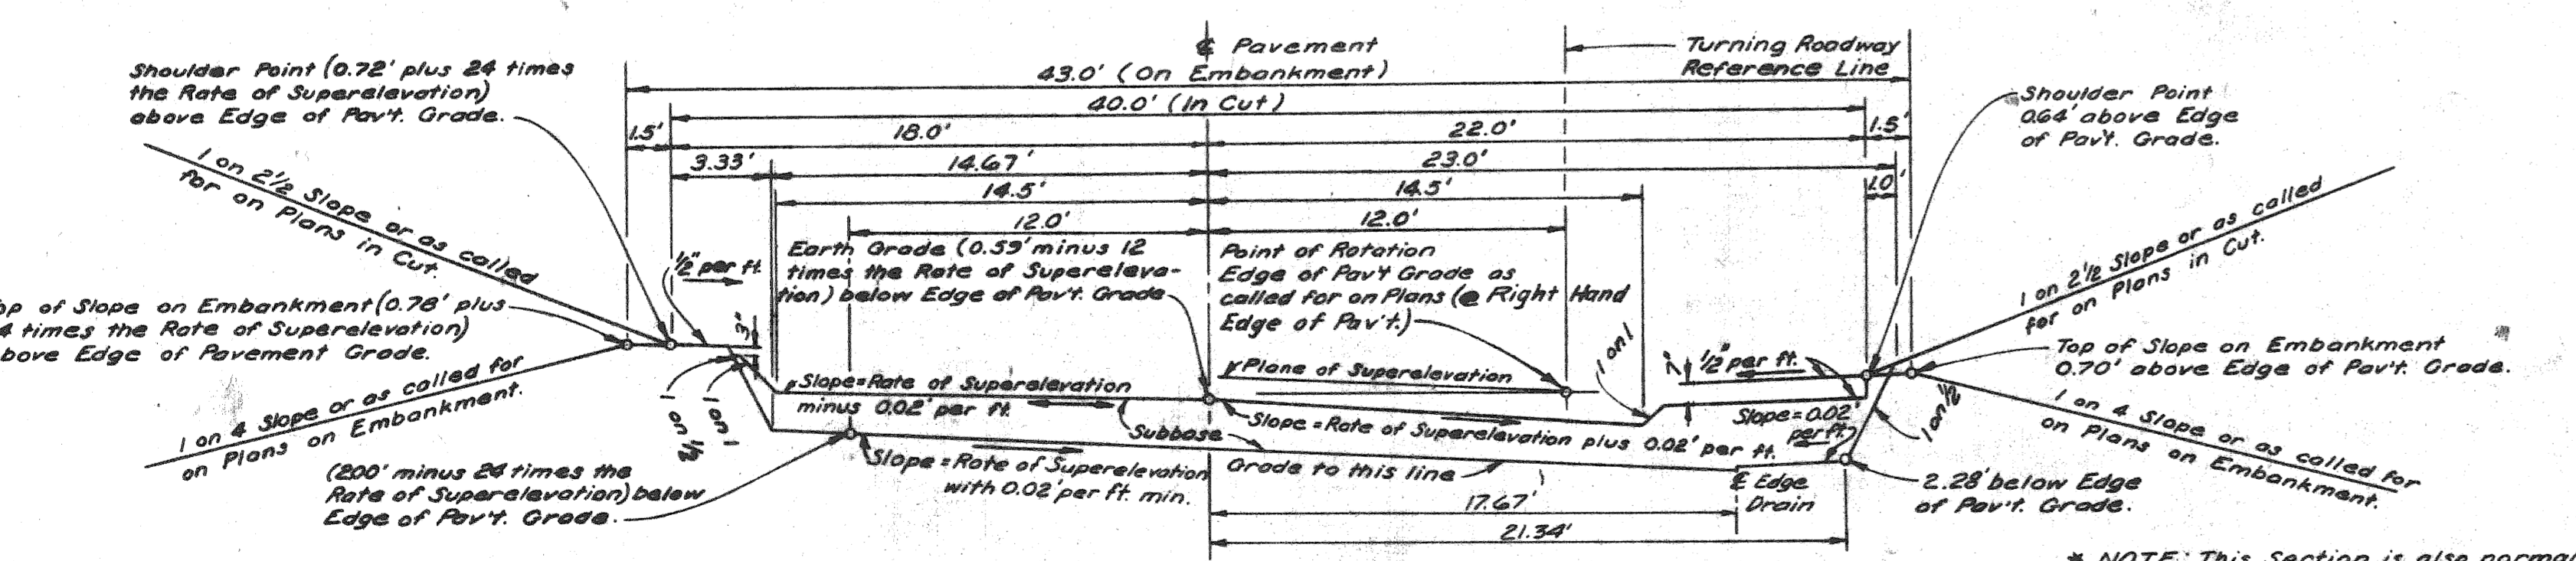 ℄ Pavement
Turning Roadway
Reference Line
43.0' (On Embankment)
40.0' (In Cut)
Shoulder Point (0.72' plus 24 times
the Rate of Superelevation)
above Edge of Pav't. Grade.
Shoulder Point
0.64' above Edge
of Pav't. Grade.
1.5'
18.0'
22.0'
1.5'
3.33'
14.67'
23.0'
1.0'
14.5'
14.5'
12.0'
12.0'
1 on 2½ Slope or as called
for on Plans in Cut.
½" per ft.
Earth Grade (0.59' minus 12
times the Rate of Supereleva-
tion) below Edge of Pav't. Grade
Point of Rotation
Edge of Pav't Grade as
called for on Plans (@ Right Hand
Edge of Pav't.)
1 on 2½ Slope or as called
for on Plans in Cut.
op of Slope on Embankment (0.78' plus
4 times the Rate of Superelevation)
bove Edge of Pavement Grade.
3"
1 on 4 Slope or as called for
on Plans on Embankment.
1 on ½
1 on 1
Slope=Rate of Superelevation
minus 0.02' per ft.
Plane of Superelevation
1 on 1
½" per ft.
Top of Slope on Embankment
0.70' above Edge of Pav't. Grade.
Subbase
Slope=Rate of Superelevation plus 0.02' per ft.
Slope=0.02'
per ft.
1 on ½
1 on 4 Slope or as called for
on Plans on Embankment.
(2.00' minus 24 times the
Rate of Superelevation) below
Edge of Pav't. Grade.
Slope=Rate of Superelevation
with 0.02' per ft. min.
Grade to this line
℄ Edge
Drain
2.28' below Edge
of Pav't. Grade.
17.67'
21.34'
* NOTE: This Section is also normal